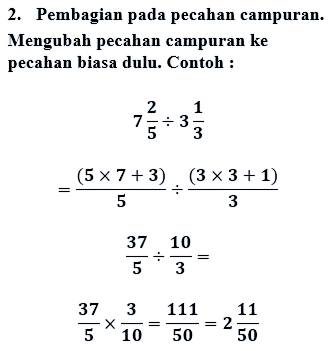 2. Pembagian pada pecahan campuran.
Mengubah pecahan campuran ke
pecahan biasa dulu. Contoh :
7 2/5 ÷ 3 1/3
= (5 × 7 + 3)/5 ÷ (3 × 3 + 1)/3
37/5 ÷ 10/3 =
37/5 × 3/10 = 111/50 = 2 11/50